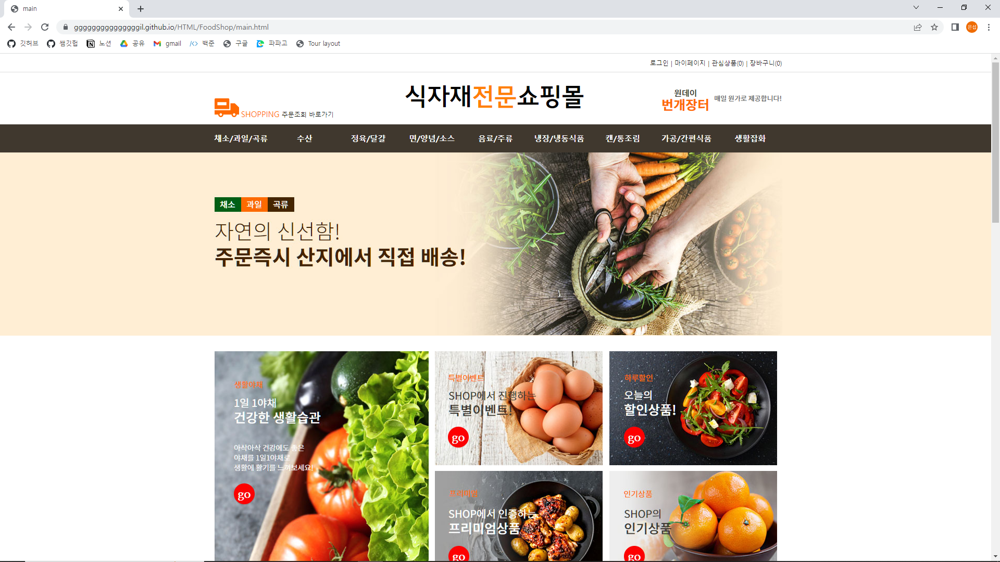 main
gggggggggggggggil.github.io/HTML/FoodShop/main.html
은섭
깃허브 쌤깃헙 노션 공유 gmail 백준 구글 파파고 Tour layout
로그인 | 마이페이지 | 관심상품(0) | 장바구니(0)
식자재전문쇼핑몰
SHOPPING 주문조회 바로가기
원데이
번개장터
매일 원가로 제공합니다!
채소/과일/곡류 수산 정육/달걀 면/양념/소스 음료/주류 냉장/냉동식품 캔/통조림 가공/간편식품 생활잡화
채소 과일 곡류
자연의 신선함!
주문즉시 산지에서 직접 배송!
생활야채
1일 1야채
건강한 생활습관
아삭아삭 건강에도 좋은
야채를 1일1야채로
생활에 활기를 느껴보세요!
go
특별이벤트
SHOP에서 진행하는
특별이벤트!
go
하루할인
오늘의
할인상품!
go
프리미엄
SHOP에서 인증하는
프리미엄상품
go
인기상품
SHOP의
인기상품
go